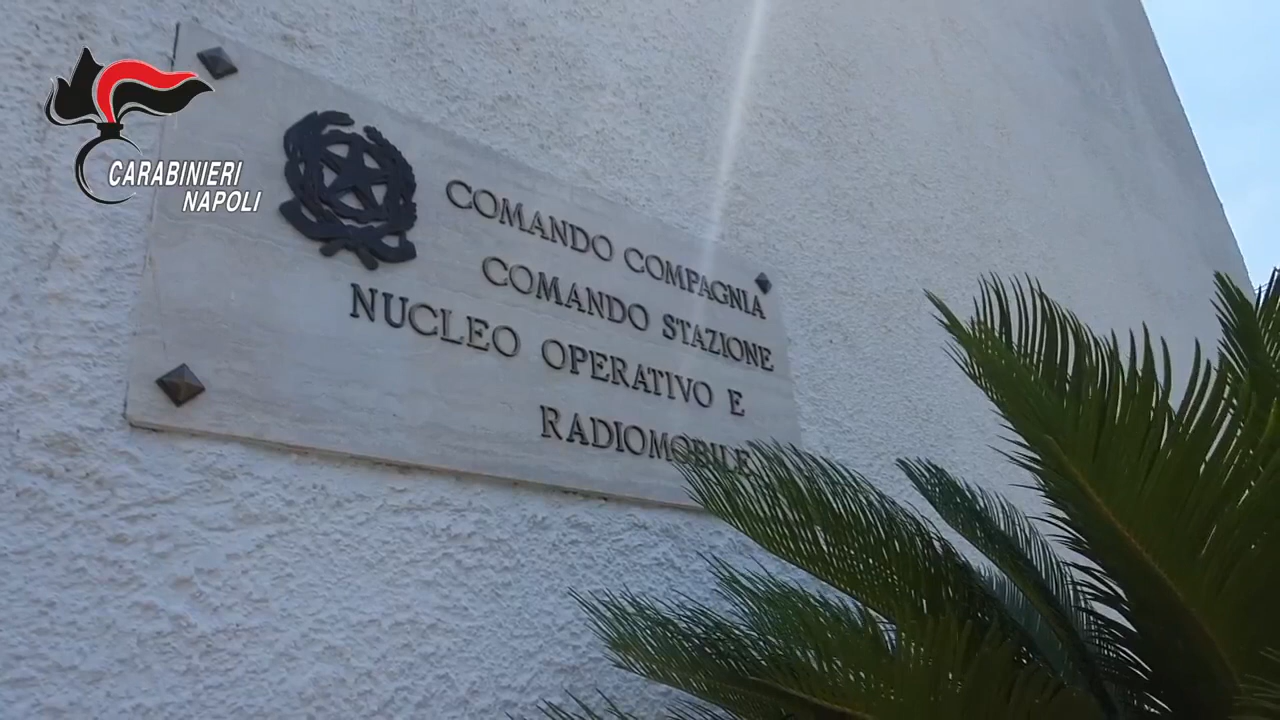 CARABINIERI
NAPOLI
COMANDO COMPAGNIA
COMANDO STAZIONE
NUCLEO OPERATIVO E
RADIOMOBILE